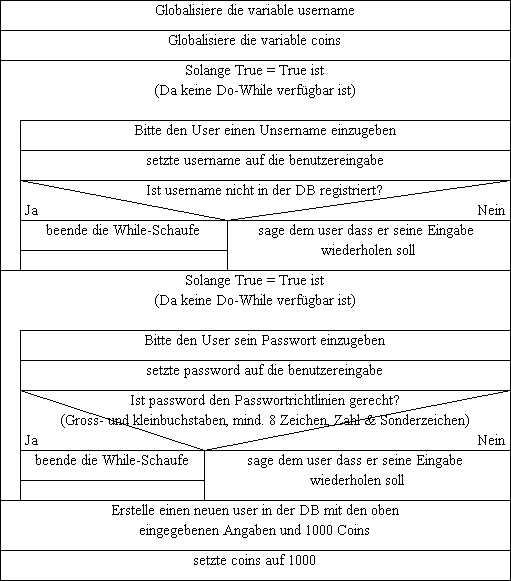 Globalisiere die variable username
Globalisiere die variable coins
Solange True = True ist
(Da keine Do-While verfügbar ist)
Bitte den User einen Unsername einzugeben
setzte username auf die benutzereingabe
Ist username nicht in der DB registriert?
Ja
Nein
beende die While-Schaufe
sage dem user dass er seine Eingabe
wiederholen soll
Solange True = True ist
(Da keine Do-While verfügbar ist)
Bitte den User sein Passwort einzugeben
setzte password auf die benutzereingabe
Ist password den Passwortrichtlinien gerecht?
(Gross- und kleinbuchstaben, mind. 8 Zeichen, Zahl & Sonderzeichen)
Ja
Nein
beende die While-Schaufe
sage dem user dass er seine Eingabe
wiederholen soll
Erstelle einen neuen user in der DB mit den oben
eingegebenen Angaben und 1000 Coins
setzte coins auf 1000